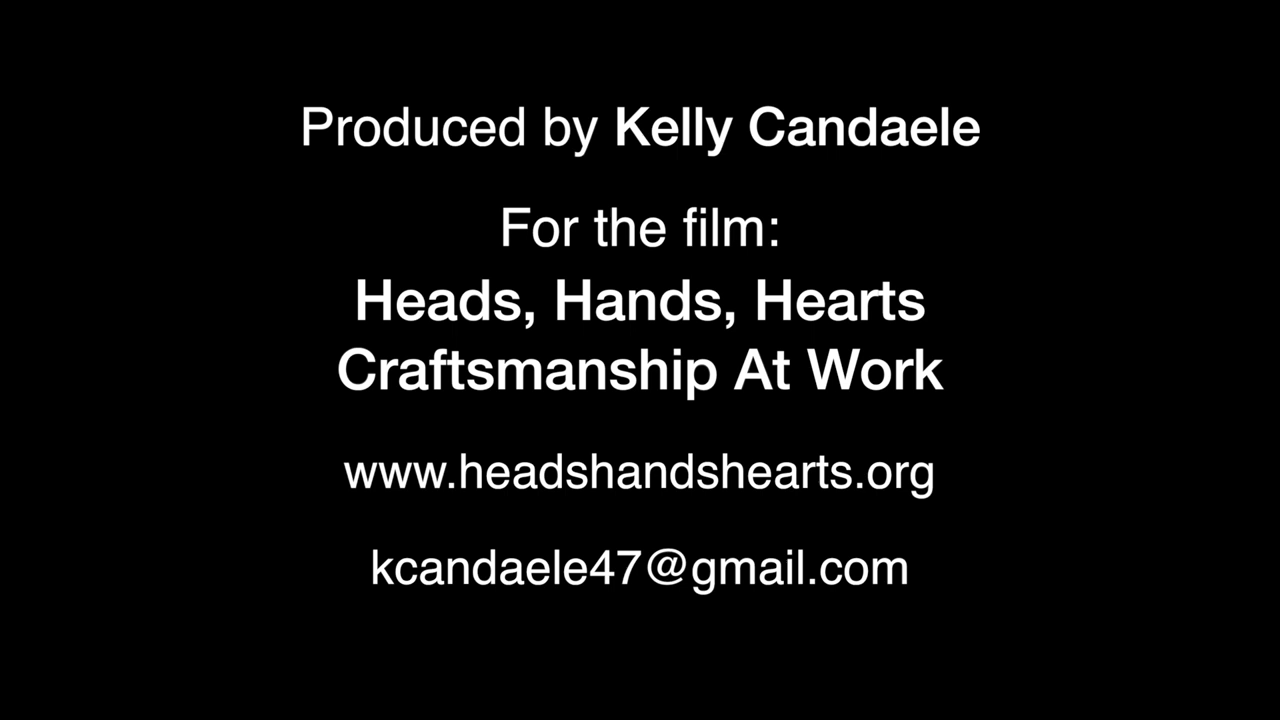 Produced by Kelly Candaele
For the film:
Heads, Hands, Hearts
Craftsmanship At Work
www.headshandshearts.org
kcandaele47@gmail.com